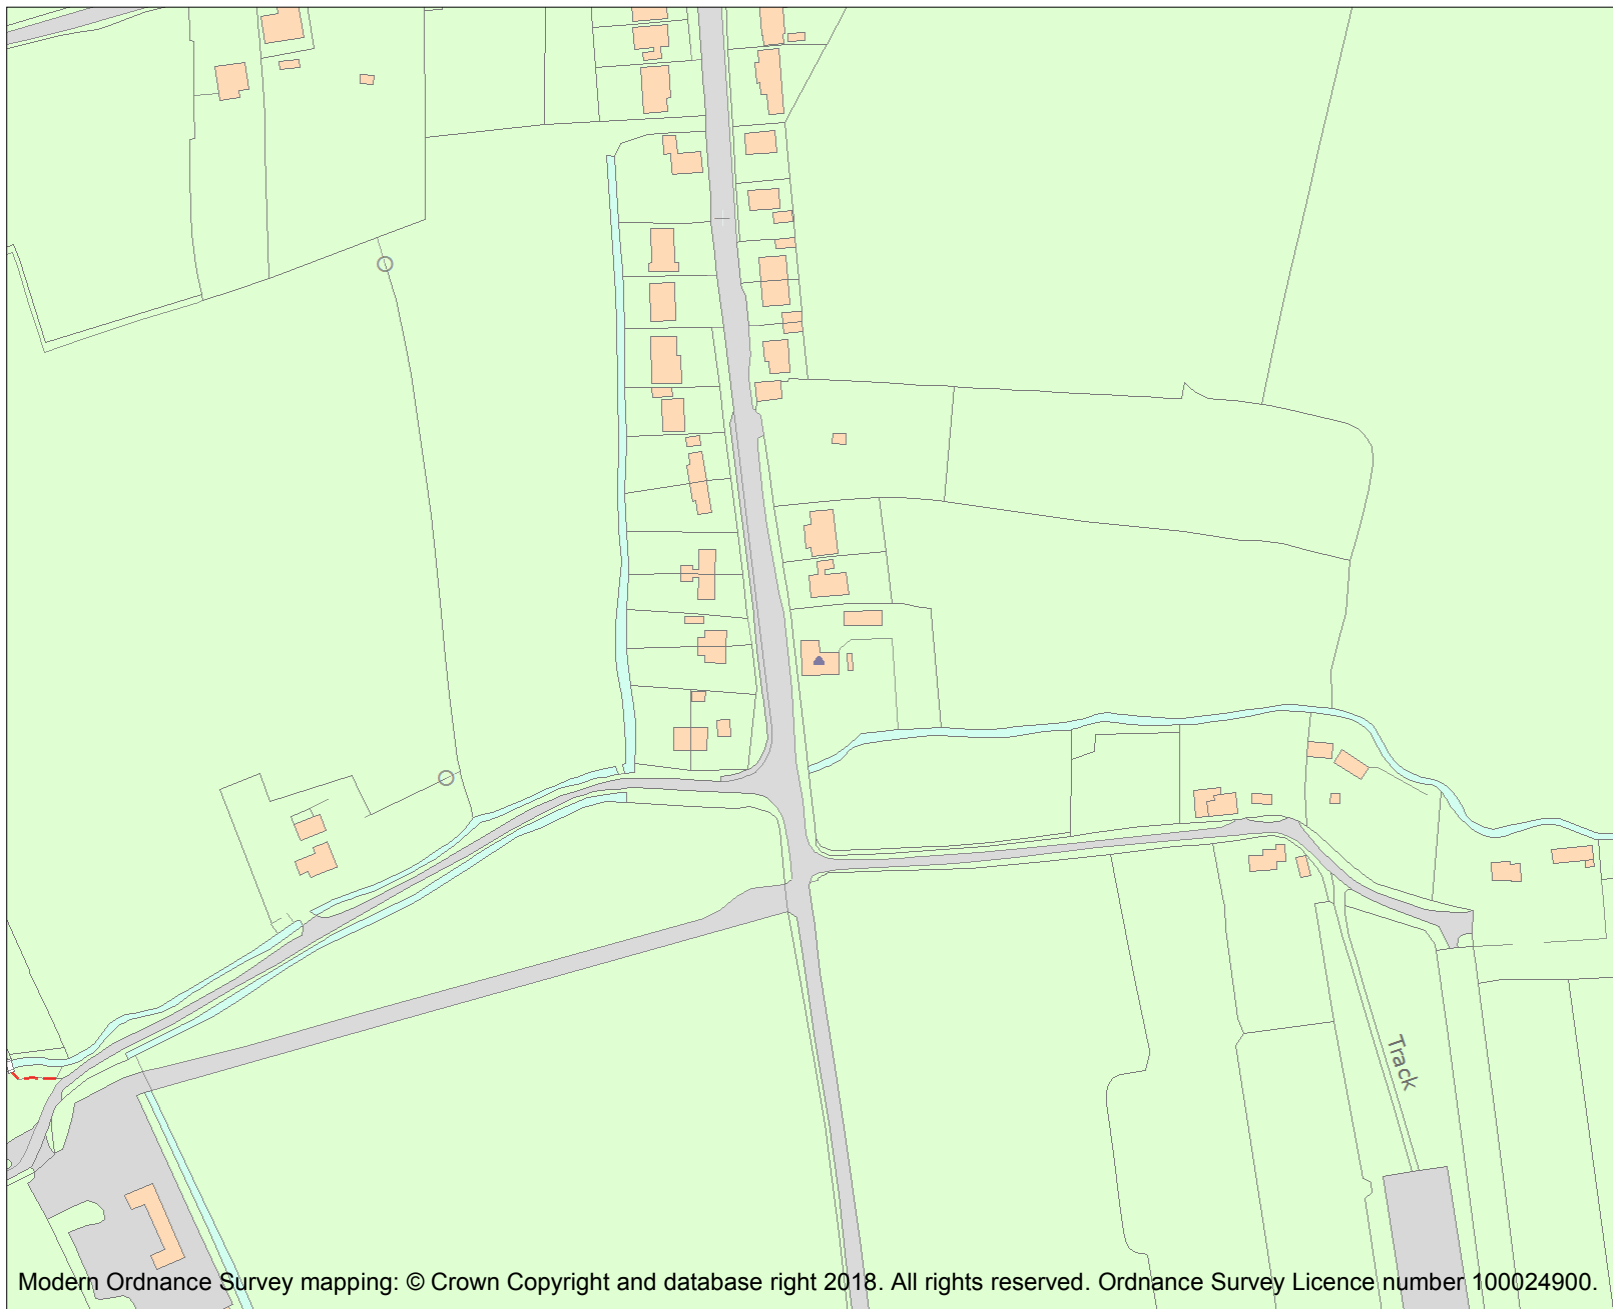 Track
Modern Ordnance Survey mapping: © Crown Copyright and database right 2018. All rights reserved. Ordnance Survey Licence number 100024900.